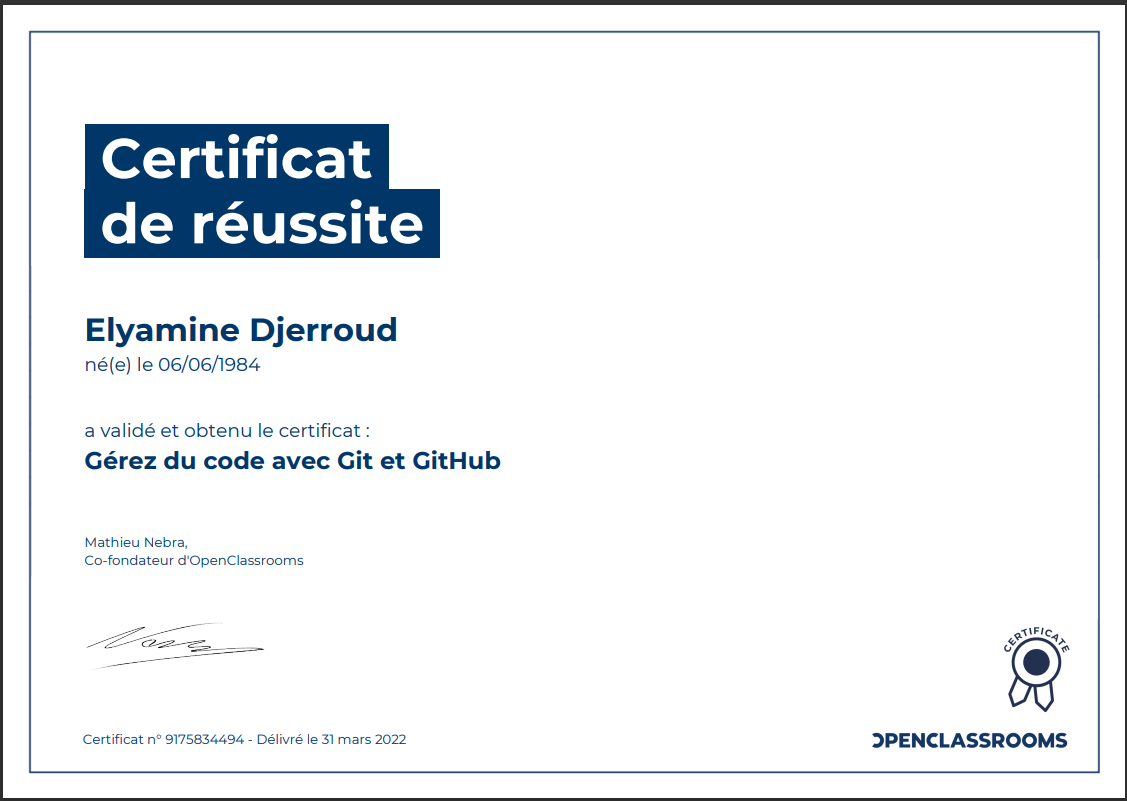 Certificat
de réussite
Elyamine Djerroud
né(e) le 06/06/1984
a validé et obtenu le certificat :
Gérez du code avec Git et GitHub
Mathieu Nebra,
Co-fondateur d'OpenClassrooms
CERTIFICATE
Certificat n° 9175834494 - Délivré le 31 mars 2022
OPENCLASSROOMS